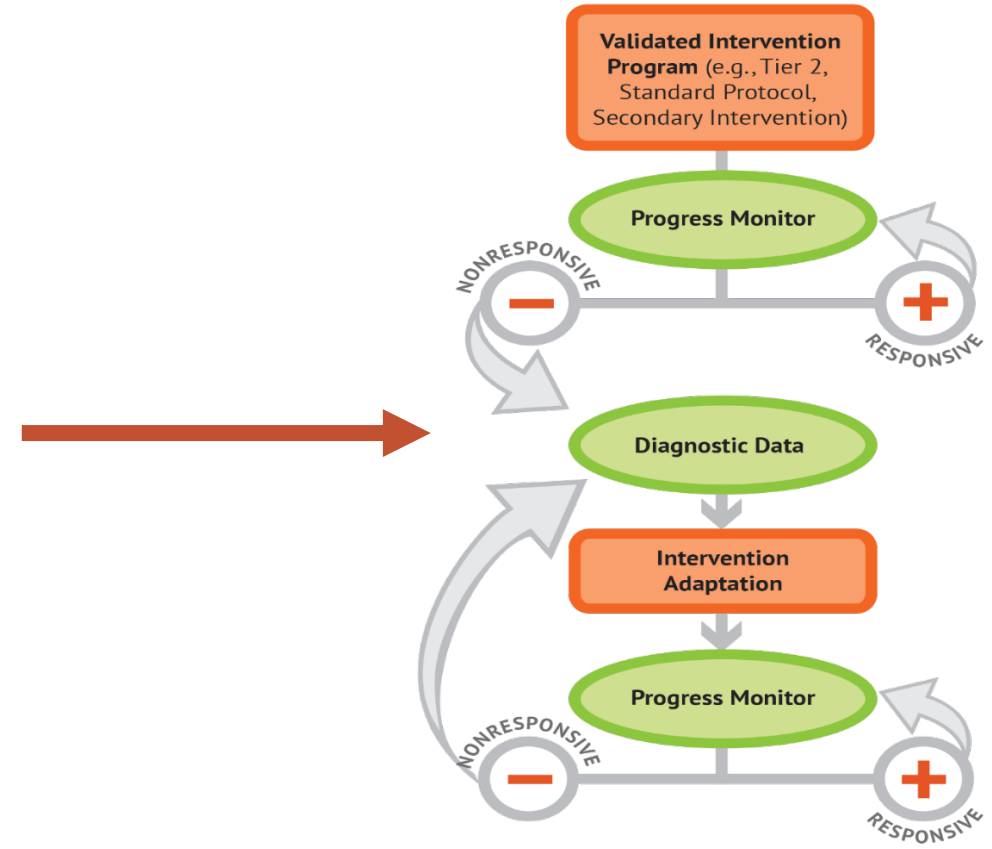 Validated Intervention
Program (e.g., Tier 2,
Standard Protocol,
Secondary Intervention)
Progress Monitor
NONRESPONSIVE
RESPONSIVE
Diagnostic Data
Intervention
Adaptation
Progress Monitor
NONRESPONSIVE
RESPONSIVE